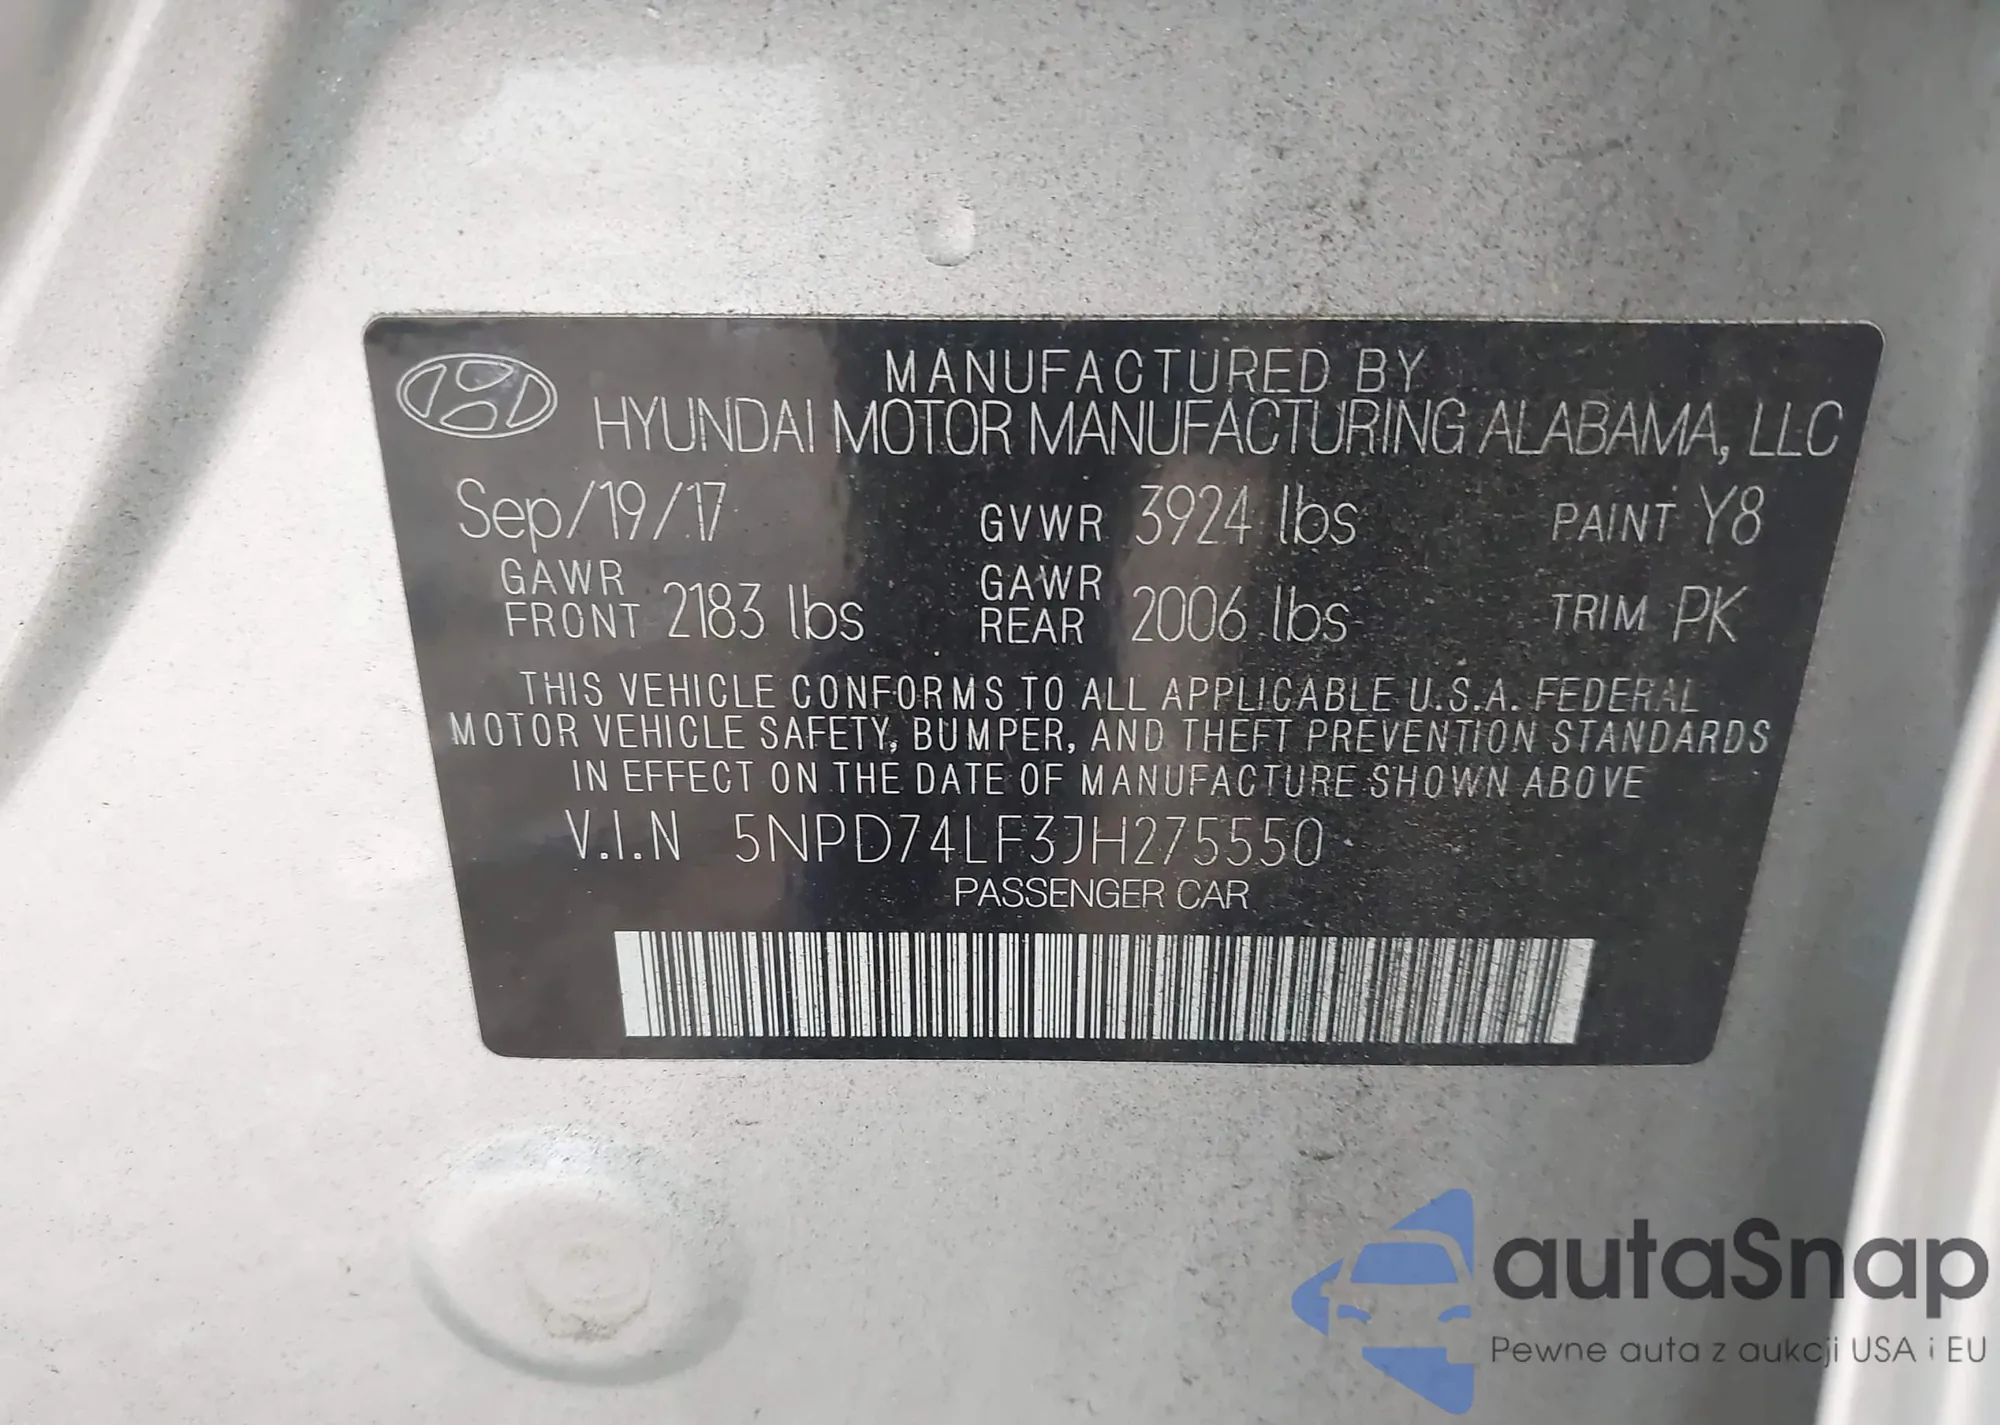 MANUFACTURED BY
HYUNDAI MOTOR MANUFACTURING ALABAMA, LLC
Sep/19/17 GVWR 3924 lbs PAINT Y8
GAWR FRONT 2183 lbs GAWR REAR 2006 lbs TRIM PK
THIS VEHICLE CONFORMS TO ALL APPLICABLE U.S.A. FEDERAL
MOTOR VEHICLE SAFETY, BUMPER, AND THEFT PREVENTION STANDARDS
IN EFFECT ON THE DATE OF MANUFACTURE SHOWN ABOVE
V.I.N 5NPD74LF3JH275550
PASSENGER CAR
autaSnap
Pewne auta z aukcji USA i EU